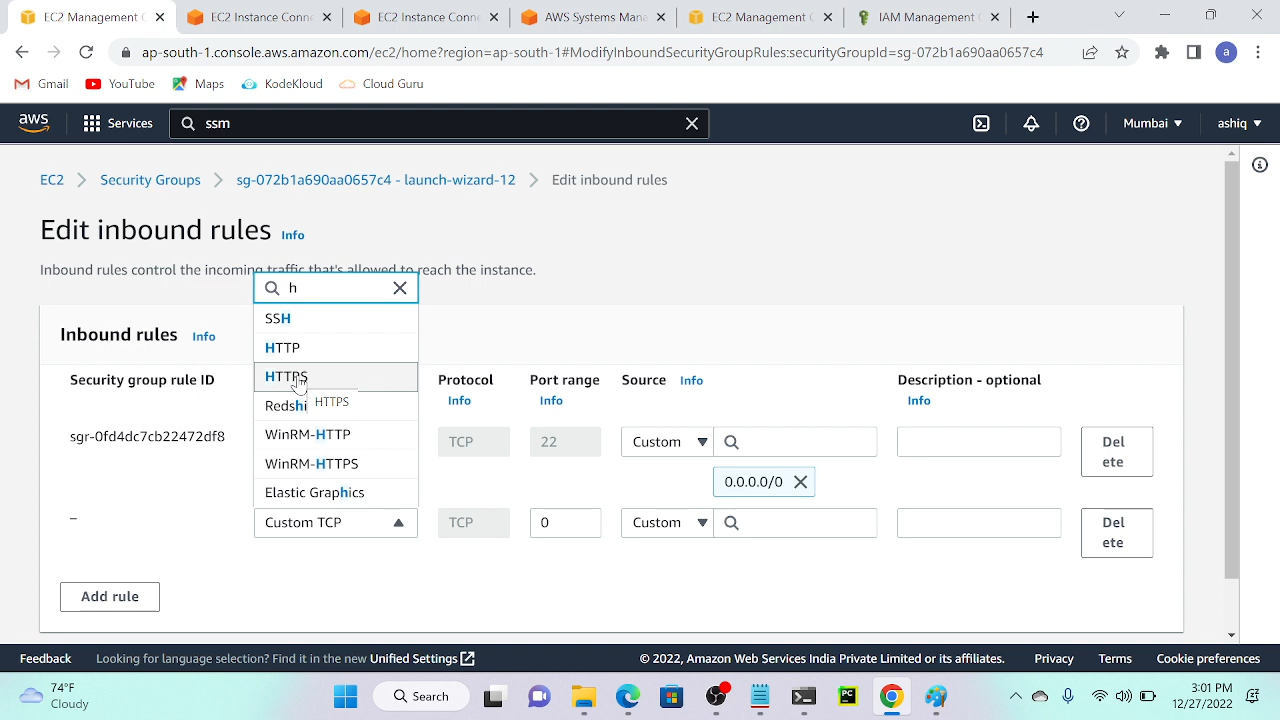 EC2 Management Co
EC2 Instance Conne
EC2 Instance Conne
AWS Systems Mana
EC2 Management Co
IAM Management C
ap-south-1.console.aws.amazon.com/ec2/home?region=ap-south-1#ModifyInboundSecurityGroupRules:securityGroupId=sg-072b1a690aa0657c4
a
Gmail
YouTube
Maps
KodeKloud
Cloud Guru
aws
Services
ssm
Mumbai
ashiq
EC2
Security Groups
sg-072b1a690aa0657c4 - launch-wizard-12
Edit inbound rules
Edit inbound rules Info
Inbound rules control the incoming traffic that's allowed to reach the instance.
h
SSH
HTTP
HTTPS
HTTPS
Redshi
WinRM-HTTP
WinRM-HTTPS
Elastic Graphics
Inbound rules Info
Security group rule ID
Protocol Info
Port range Info
Source Info
Description - optional Info
sgr-0fd4dc7cb22472df8
TCP
22
Custom
Del
ete
0.0.0.0/0
–
Custom TCP
TCP
0
Custom
Del
ete
Add rule
Feedback
Looking for language selection? Find it in the new Unified Settings
© 2022, Amazon Web Services India Private Limited or its affiliates.
Privacy
Terms
Cookie preferences
74°F
Cloudy
Search
PC
3:01 PM
12/27/2022